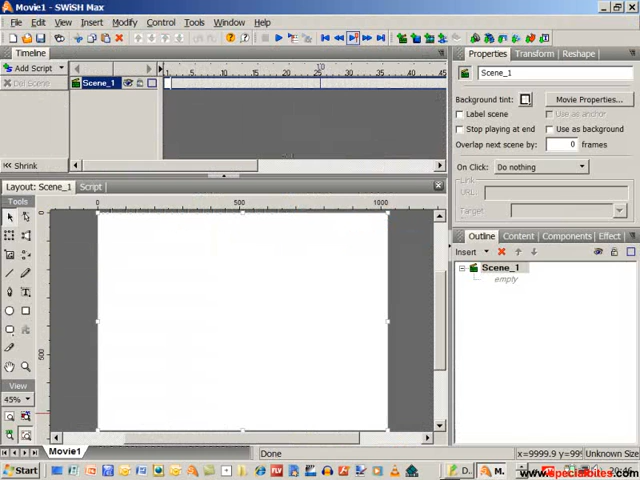 Movie1 - SWiSH Max
File Edit View Insert Modify Control Tools Window Help
Timeline
Add Script
Del Scene
Scene_1
1 5 10 15 20 25 30 35 40 45
Shrink
Layout: Scene_1 Script
Tools
0 500 1000
0
500
View
45%
Movie1
Properties Transform Reshape
Scene_1
Background tint: Movie Properties...
Label scene Use as anchor
Stop playing at end Use as background
Overlap next scene by: 0 frames
On Click: Do nothing
Link
URL:
Target
Outline Content Components Effect
Insert
Scene_1
empty
Done x=9999.9 Unknown Size
Start D... M.
www.specialbites.com